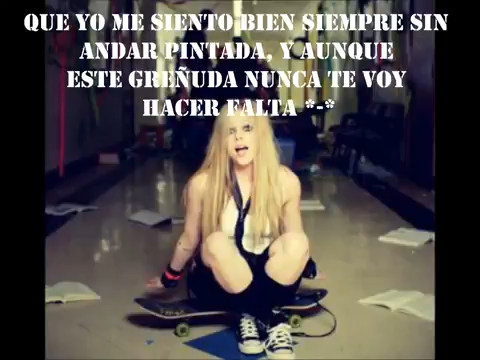 QUE YO ME SIENTO BIEN SIEMPRE SIN
ANDAR PINTADA, Y AUNQUE
ESTE GREÑUDA NUNCA TE VOY
HACER FALTA *-*